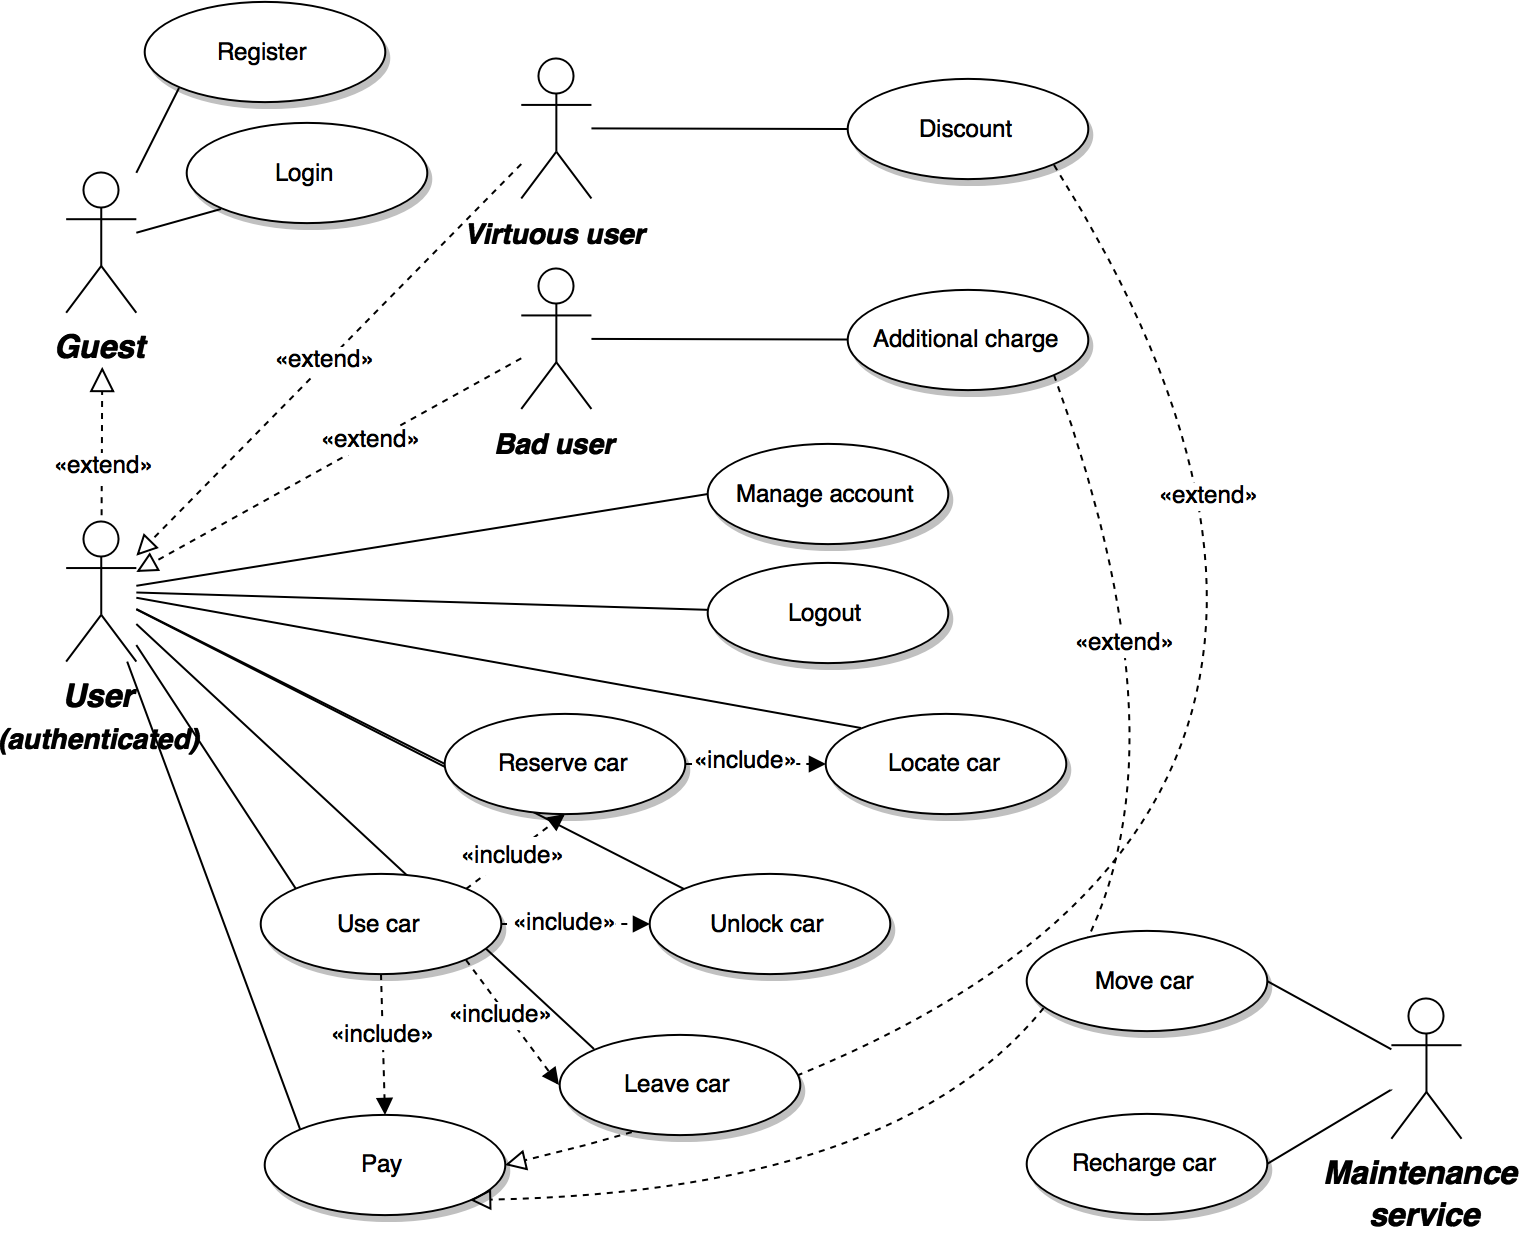 Register
Login
Discount
Virtuous user
Additional charge
Guest
«extend»
«extend»
Bad user
«extend»
Manage account
«extend»
Logout
«extend»
User
(authenticated)
Reserve car
«include»
Locate car
«include»
Use car
«include»
Unlock car
Move car
«include»
«include»
Leave car
Pay
Recharge car
Maintenance
service